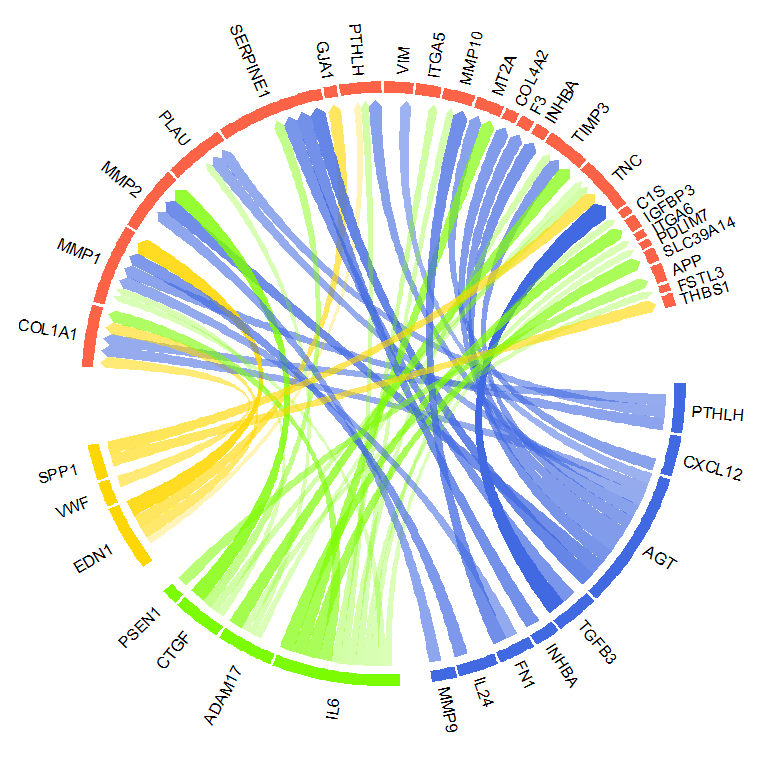 COL1A1
MMP1
MMP2
PLAU
SERPINE1
GJA1
PTHLH
VIM
ITGA5
MMP10
MT2A
COL4A2
F3
INHBA
TIMP3
TNC
C1S
IGFBP3
ITGA6
PDLIM7
SLC39A14
APP
FSTL3
THBS1
PTHLH
CXCL12
AGT
TGFB3
INHBA
FN1
IL24
MMP9
IL6
ADAM17
CTGF
PSEN1
EDN1
VWF
SPP1